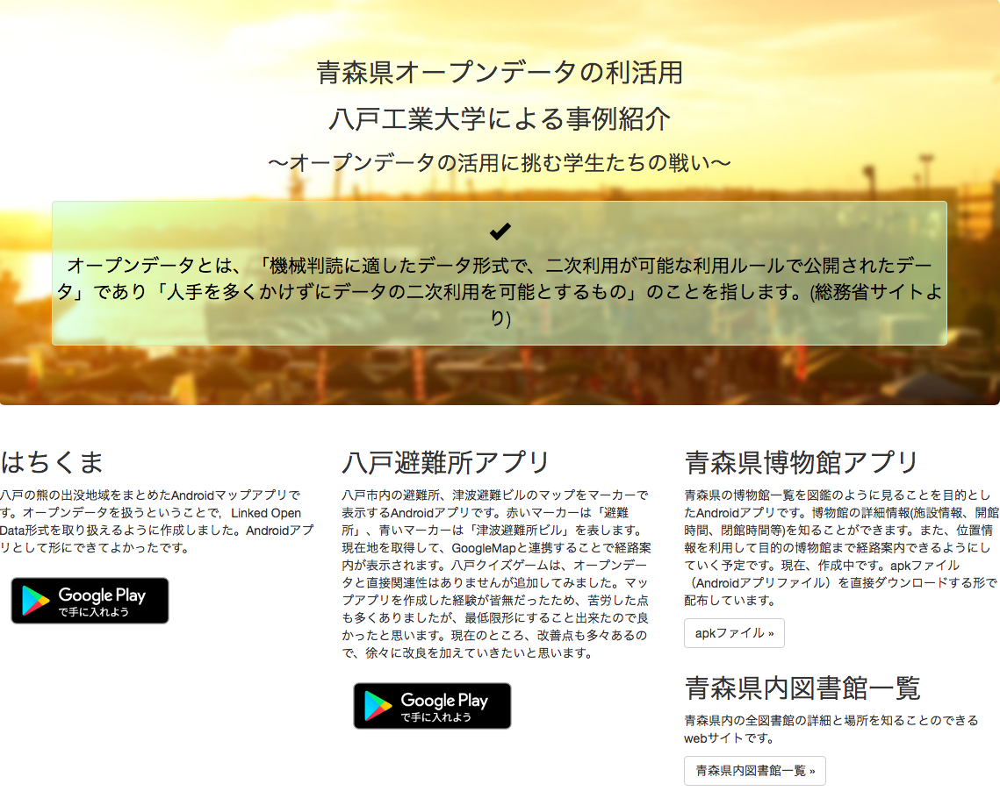 青森県オープンデータの利活用
八戸工業大学による事例紹介
～オープンデータの活用に挑む学生たちの戦い～
オープンデータとは、「機械判読に適したデータ形式で、二次利用が可能な利用ルールで公開されたデー
タ」であり「人手を多くかけずにデータの二次利用を可能とするもの」のことを指します。(総務省サイトよ
り)
はちくま
八戸の熊の出没地域をまとめたAndroidマップアプリで
す。オープンデータを扱うということで，Linked Open
Data形式を取り扱えるように作成しました。Androidアプ
リとして形にできてよかったです。
Google Play
で手に入れよう
八戸避難所アプリ
八戸市内の避難所、津波避難ビルのマップをマーカーで
表示するAndroidアプリです。赤いマーカーは「避難
所」、青いマーカーは「津波避難所ビル」を表します。
現在地を取得して、GoogleMapと連携することで経路案
内が表示されます。八戸クイズゲームは、オープンデー
タと直接関連性はありませんが追加してみました。マッ
プアプリを作成した経験が皆無だったため、苦労した点
も多くありましたが、最低限形にすること出来たので良
かったと思います。現在のところ、改善点も多々あるの
で、徐々に改良を加えていきたいと思います。
Google Play
で手に入れよう
青森県博物館アプリ
青森県の博物館一覧を図鑑のように見ることを目的とし
たAndroidアプリです。博物館の詳細情報(施設情報、開館
時間、閉館時間等)を知ることができます。また、位置情
報を利用して目的の博物館まで経路案内できるようにし
ていく予定です。現在、作成中です。apkファイル
（Androidアプリファイル）を直接ダウンロードする形で
配布しています。
apkファイル »
青森県内図書館一覧
青森県内の全図書館の詳細と場所を知ることのできる
webサイトです。
青森県内図書館一覧 »